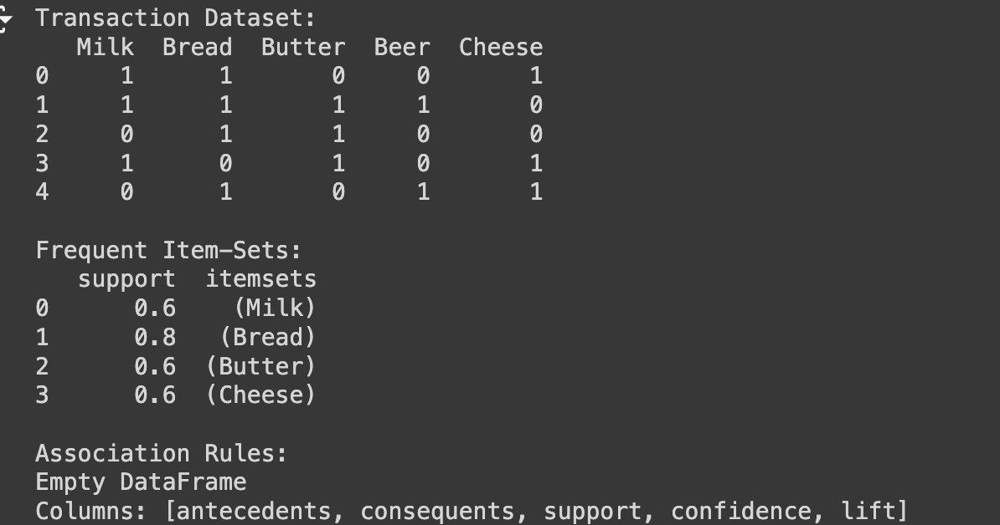 Transaction Dataset:
   Milk  Bread  Butter  Beer  Cheese
0     1      1       0     0       1
1     1      1       1     1       0
2     0      1       1     0       0
3     1      0       1     0       1
4     0      1       0     1       1
Frequent Item-Sets:
   support  itemsets
0      0.6    (Milk)
1      0.8   (Bread)
2      0.6  (Butter)
3      0.6  (Cheese)
Association Rules:
Empty DataFrame
Columns: [antecedents, consequents, support, confidence, lift]